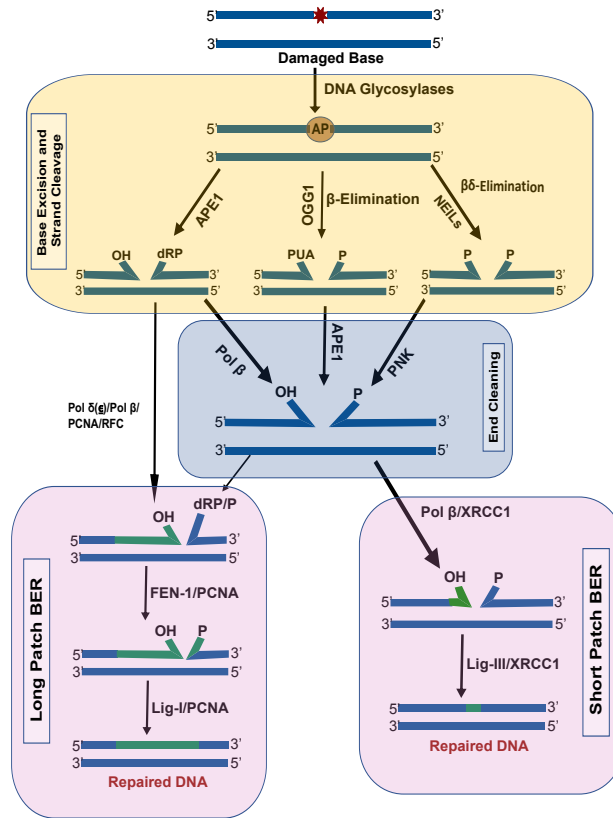 5' 3'
3' 5'
Damaged Base
DNA Glycosylases
5' AP 3'
3' 5'
Base Excision and
Strand Cleavage
APE1
OGG1
β-Elimination
βδ-Elimination
NEILs
OH dRP
5' 3'
3' 5'
PUA P
5' 3'
3' 5'
P P
5' 3'
3' 5'
Pol β
APE1
PNK
End Cleaning
OH P
5' 3'
3' 5'
Pol δ(ε)/Pol β/
PCNA/RFC
Long Patch BER
dRP/P
OH
5' 3'
3' 5'
FEN-1/PCNA
OH P
5' 3'
3' 5'
Lig-I/PCNA
5' 3'
3' 5'
Repaired DNA
Pol β/XRCC1
Short Patch BER
OH P
5' 3'
3' 5'
Lig-III/XRCC1
5' 3'
3' 5'
Repaired DNA